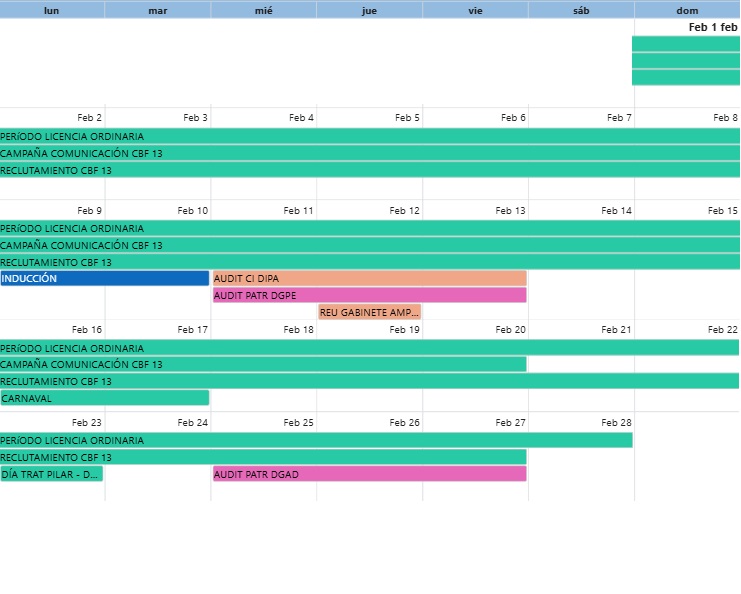 lun mar mié jue vie sáb dom
Feb 1 feb
Feb 2 Feb 3 Feb 4 Feb 5 Feb 6 Feb 7 Feb 8
PERíODO LICENCIA ORDINARIA
CAMPAÑA COMUNICACIÓN CBF 13
RECLUTAMIENTO CBF 13
Feb 9 Feb 10 Feb 11 Feb 12 Feb 13 Feb 14 Feb 15
PERíODO LICENCIA ORDINARIA
CAMPAÑA COMUNICACIÓN CBF 13
RECLUTAMIENTO CBF 13
INDUCCIÓN AUDIT CI DIPA
AUDIT PATR DGPE
REU GABINETE AMP...
Feb 16 Feb 17 Feb 18 Feb 19 Feb 20 Feb 21 Feb 22
PERíODO LICENCIA ORDINARIA
CAMPAÑA COMUNICACIÓN CBF 13
RECLUTAMIENTO CBF 13
CARNAVAL
Feb 23 Feb 24 Feb 25 Feb 26 Feb 27 Feb 28
PERíODO LICENCIA ORDINARIA
RECLUTAMIENTO CBF 13
DÍA TRAT PILAR - D... AUDIT PATR DGAD